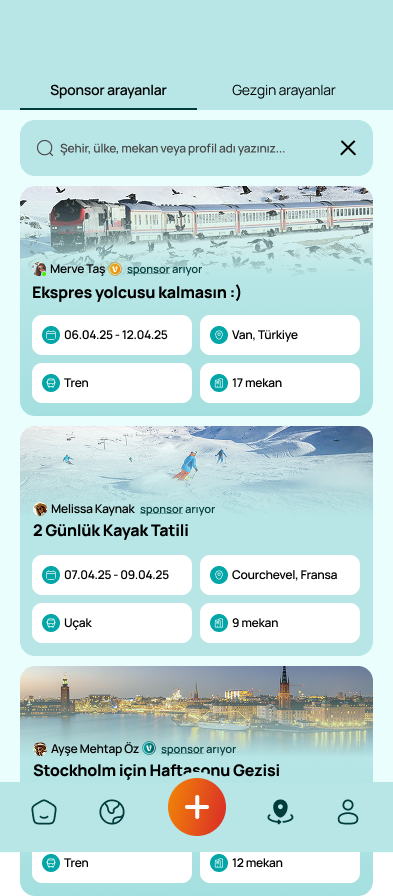 Sponsor arayanlar
Gezgin arayanlar
Şehir, ülke, mekan veya profil adı yazınız...
Merve Taş v sponsor arıyor
Ekspres yolcusu kalmasın :)
06.04.25 - 12.04.25
Van, Türkiye
Tren
17 mekan
Melissa Kaynak sponsor arıyor
2 Günlük Kayak Tatili
07.04.25 - 09.04.25
Courchevel, Fransa
Uçak
9 mekan
Ayşe Mehtap Öz v sponsor arıyor
Stockholm için Haftasonu Gezisi
Tren
12 mekan